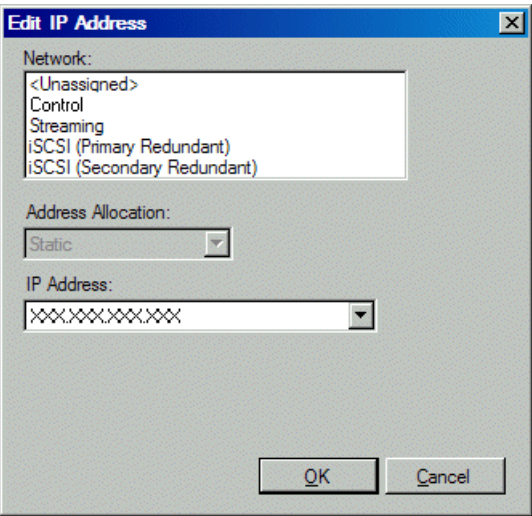 Edit IP Address
Network:
<Unassigned>
Control
Streaming
iSCSI (Primary Redundant)
iSCSI (Secondary Redundant)
Address Allocation:
Static
IP Address:
XXX.XXX.XXX.XXX
OK
Cancel